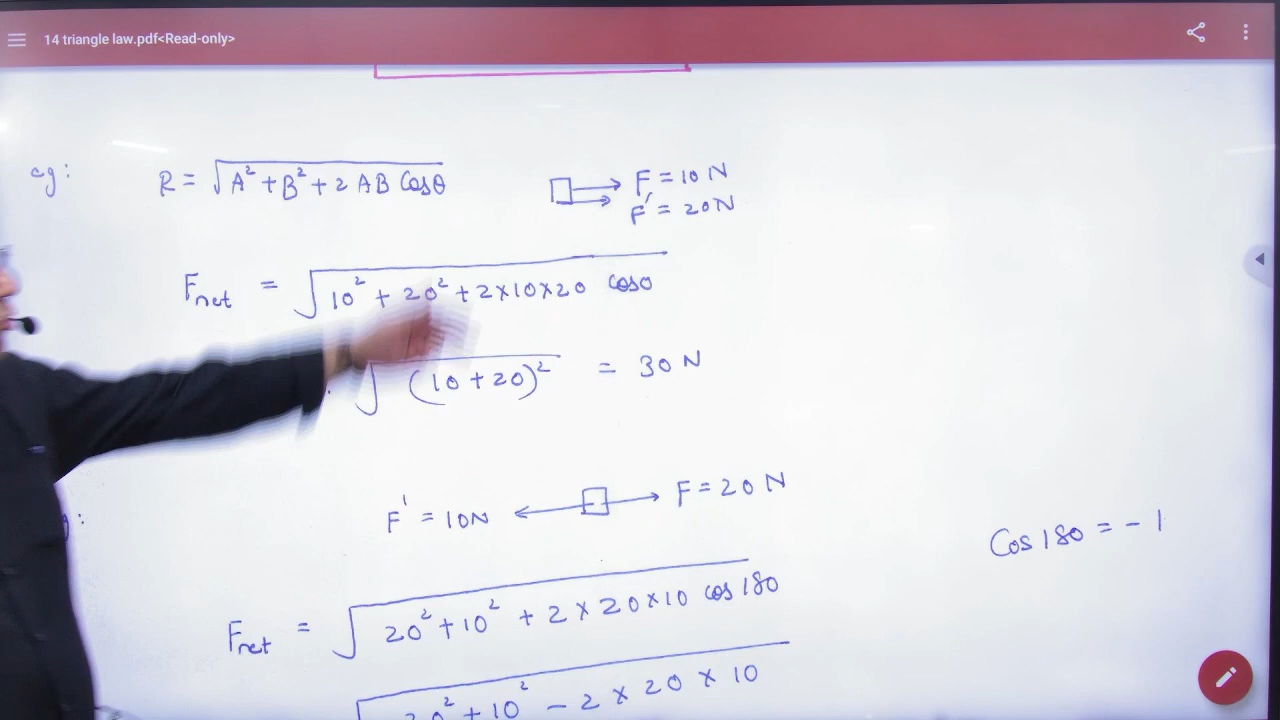 14 triangle law.pdf<Read-only>
eg: R = √A² + B² + 2 AB Cosθ
F = 10 N
F' = 20N
Fnet = √10² + 20² + 2×10×20 cos0
√(10 + 20)² = 30 N
F' = 10N F = 20 N
Cos 180 = - 1
Fnet = √20² + 10² + 2 × 20×10 cos 180
+ 10² - 2 × 20 × 10